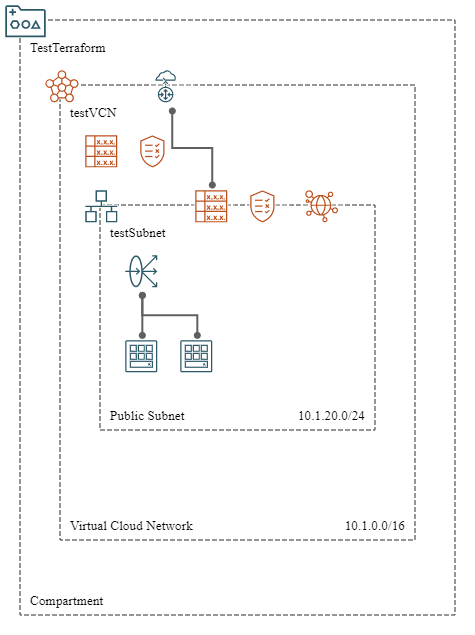 TestTerraform
testVCN
x.x.x.
x.x.x.
x.x.x.
x.x.x.
x.x.x.
x.x.x.
testSubnet
Public Subnet 10.1.20.0/24
Virtual Cloud Network 10.1.0.0/16
Compartment